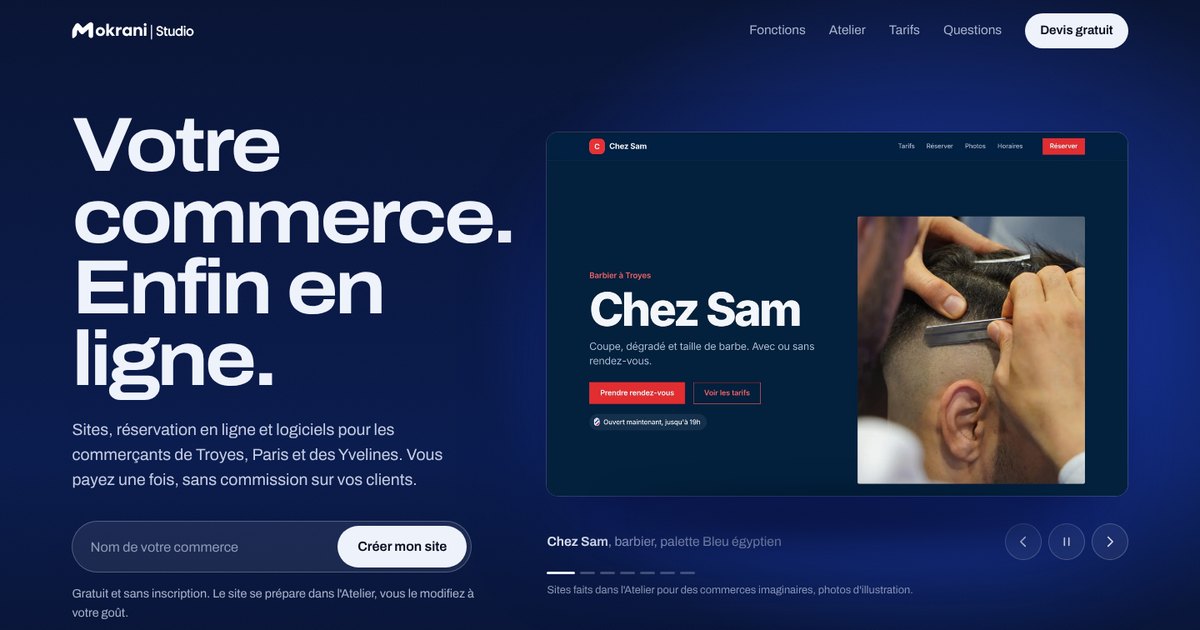 Mokrani | Studio
Fonctions
Atelier
Tarifs
Questions
Devis gratuit
Votre
commerce.
Enfin en
ligne.
Sites, réservation en ligne et logiciels pour les
commerçants de Troyes, Paris et des Yvelines. Vous
payez une fois, sans commission sur vos clients.
Nom de votre commerce
Créer mon site
Gratuit et sans inscription. Le site se prépare dans l'Atelier, vous le modifiez à
votre goût.
C
Chez Sam
Tarifs
Réserver
Photos
Horaires
Réserver
Barbier à Troyes
Chez Sam
Coupe, dégradé et taille de barbe. Avec ou sans
rendez-vous.
Prendre rendez-vous
Voir les tarifs
Ouvert maintenant, jusqu'à 19h
Chez Sam, barbier, palette Bleu égyptien
Sites faits dans l'Atelier pour des commerces imaginaires, photos d'illustration.